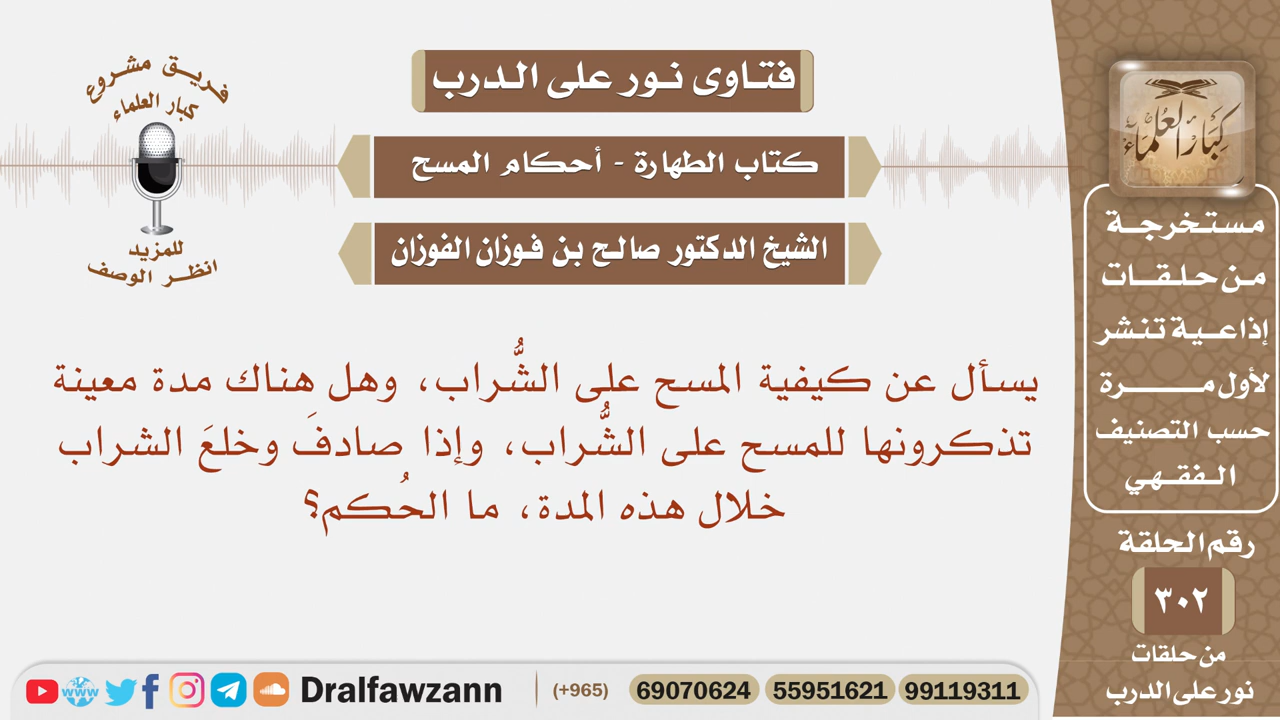 فتاوى نور على الدرب
كتاب الطهارة - أحكام المسح
الشيخ الدكتور صالح بن فوزان الفوزان
يسأل عن كيفية المسح على الشُّراب، وهل هناك مدة معينة
تذكرونها للمسح على الشُّراب، وإذا صادفَ وخلعَ الشراب
خلال هذه المدة، ما الحُكم؟
فريق مشروع
كبار العلماء
للمزيد
انظر الوصف
كبار العلماء
مستخرجة
من حلقات
إذاعية تنشر
لأول مرة
حسب التصنيف
الفقهي
رقم الحلقة
٣٠٢
من حلقات
نور على الدرب
Dralfawzann
(+965)
69070624
55951621
99119311